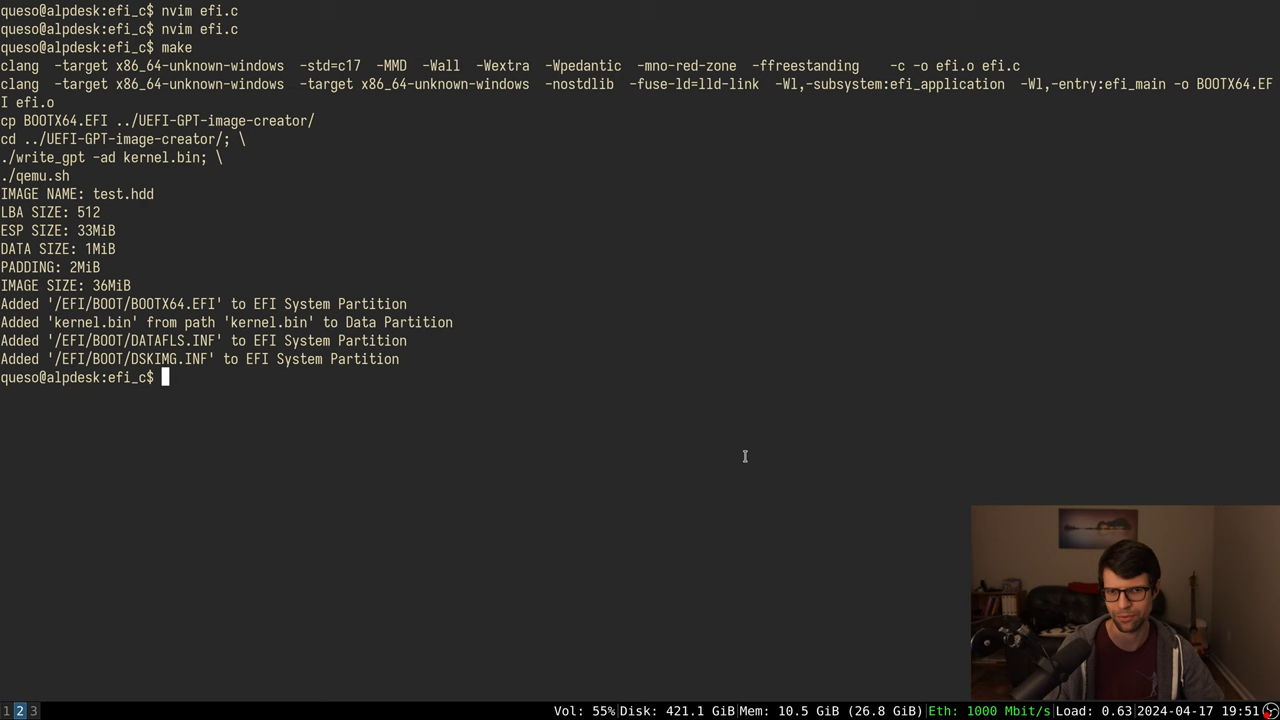 queso@alpdesk:efi_c$ nvim efi.c
queso@alpdesk:efi_c$ nvim efi.c
queso@alpdesk:efi_c$ make
clang  -target x86_64-unknown-windows  -std=c17  -MMD  -Wall  -Wextra  -Wpedantic  -mno-red-zone  -ffreestanding    -c -o efi.o efi.c
clang  -target x86_64-unknown-windows  -target x86_64-unknown-windows  -nostdlib  -fuse-ld=lld-link  -Wl,-subsystem:efi_application  -Wl,-entry:efi_main -o BOOTX64.EF
I efi.o
cp BOOTX64.EFI ../UEFI-GPT-image-creator/
cd ../UEFI-GPT-image-creator/; \
./write_gpt -ad kernel.bin; \
./qemu.sh
IMAGE NAME: test.hdd
LBA SIZE: 512
ESP SIZE: 33MiB
DATA SIZE: 1MiB
PADDING: 2MiB
IMAGE SIZE: 36MiB
Added '/EFI/BOOT/BOOTX64.EFI' to EFI System Partition
Added 'kernel.bin' from path 'kernel.bin' to Data Partition
Added '/EFI/BOOT/DATAFLS.INF' to EFI System Partition
Added '/EFI/BOOT/DSKIMG.INF' to EFI System Partition
queso@alpdesk:efi_c$
1 2 3 Vol: 55%|Disk: 421.1 GiB|Mem: 10.5 GiB (26.8 GiB)|Eth: 1000 Mbit/s|Load: 0.63|2024-04-17 19:51